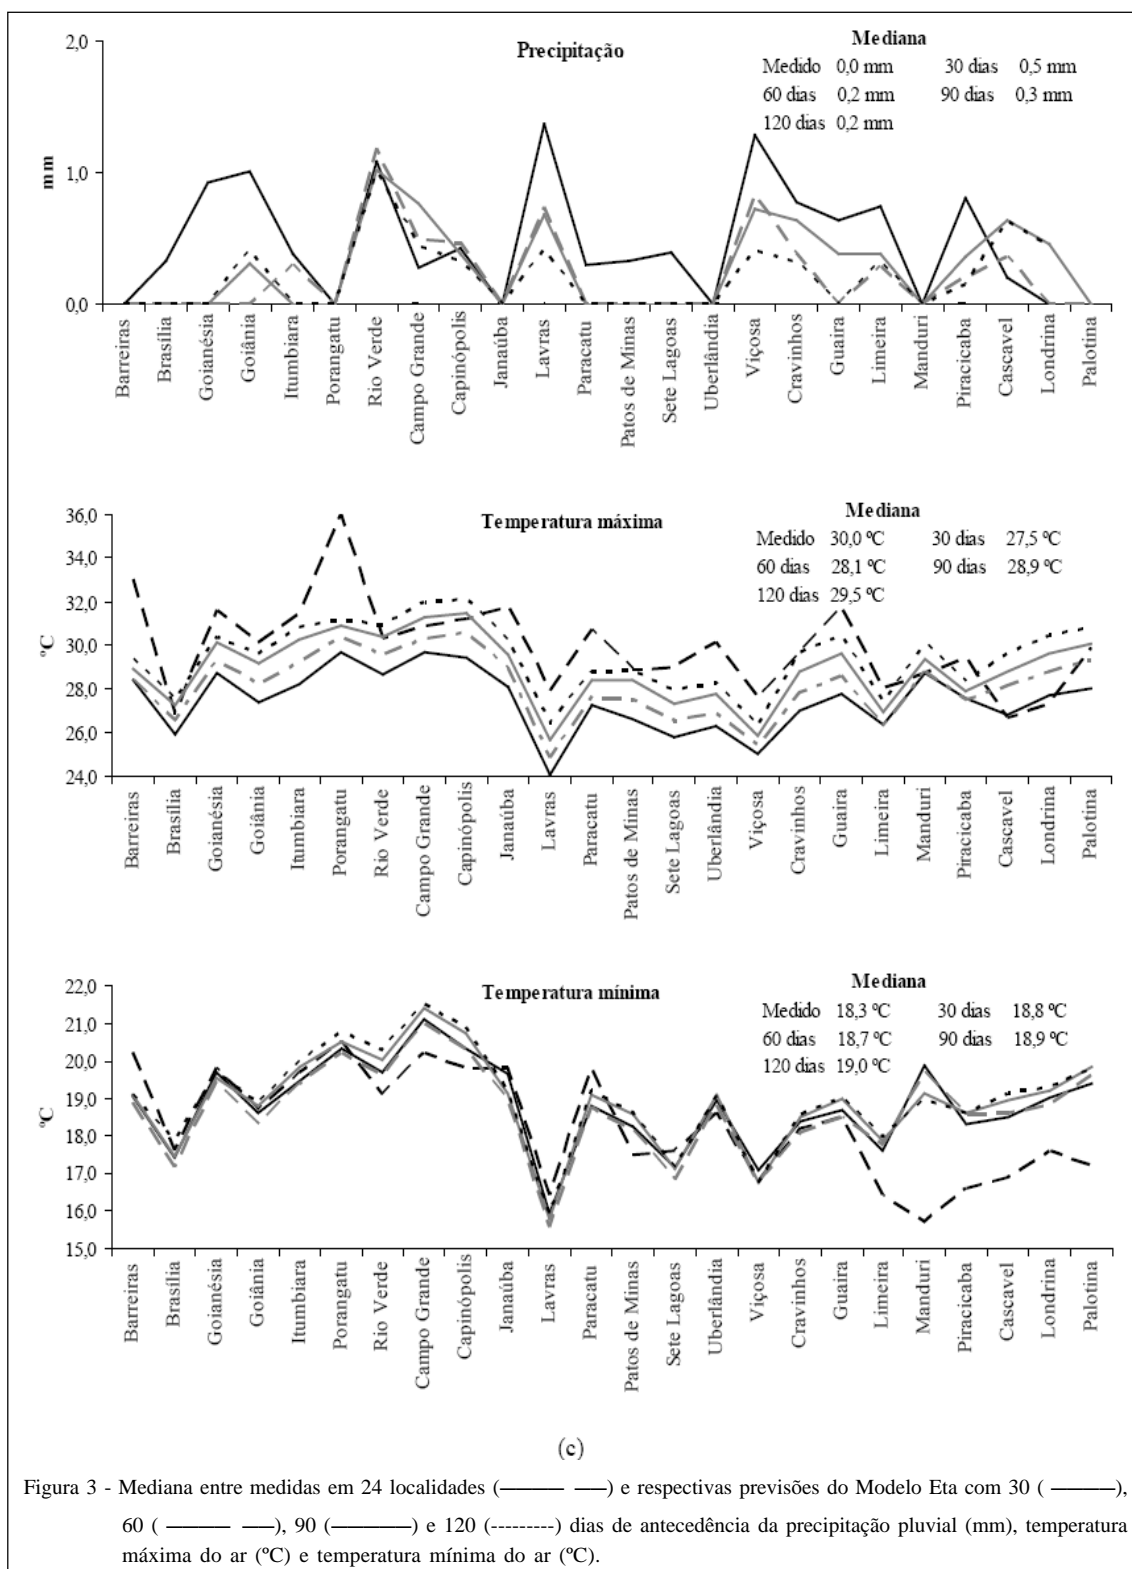 Precipitação
Mediana
Medido 0,0 mm 30 dias 0,5 mm
60 dias 0,2 mm 90 dias 0,3 mm
120 dias 0,2 mm
2,0
1,0
0,0
mm
Barreiras
Brasília
Goianésia
Goiânia
Itumbiara
Porangatu
Rio Verde
Campo Grande
Capinópolis
Janaúba
Lavras
Paracatu
Patos de Minas
Sete Lagoas
Uberlândia
Viçosa
Cravinhos
Guaira
Limeira
Manduri
Piracicaba
Cascavel
Londrina
Palotina
Temperatura máxima
Mediana
Medido 30,0 ºC 30 dias 27,5 ºC
60 dias 28,1 ºC 90 dias 28,9 ºC
120 dias 29,5 ºC
36,0
34,0
32,0
30,0
28,0
26,0
24,0
ºC
Barreiras
Brasília
Goianésia
Goiânia
Itumbiara
Porangatu
Rio Verde
Campo Grande
Capinópolis
Janaúba
Lavras
Paracatu
Patos de Minas
Sete Lagoas
Uberlândia
Viçosa
Cravinhos
Guaira
Limeira
Manduri
Piracicaba
Cascavel
Londrina
Palotina
Temperatura mínima
Mediana
Medido 18,3 ºC 30 dias 18,8 ºC
60 dias 18,7 ºC 90 dias 18,9 ºC
120 dias 19,0 ºC
22,0
21,0
20,0
19,0
18,0
17,0
16,0
15,0
ºC
Barreiras
Brasília
Goianésia
Goiânia
Itumbiara
Porangatu
Rio Verde
Campo Grande
Capinópolis
Janaúba
Lavras
Paracatu
Patos de Minas
Sete Lagoas
Uberlândia
Viçosa
Cravinhos
Guaira
Limeira
Manduri
Piracicaba
Cascavel
Londrina
Palotina
(c)
Figura 3 - Mediana entre medidas em 24 localidades (——— ——) e respectivas previsões do Modelo Eta com 30 ( ———),
60 ( ——— ——), 90 (————) e 120 (---------) dias de antecedência da precipitação pluvial (mm), temperatura
máxima do ar (ºC) e temperatura mínima do ar (ºC).